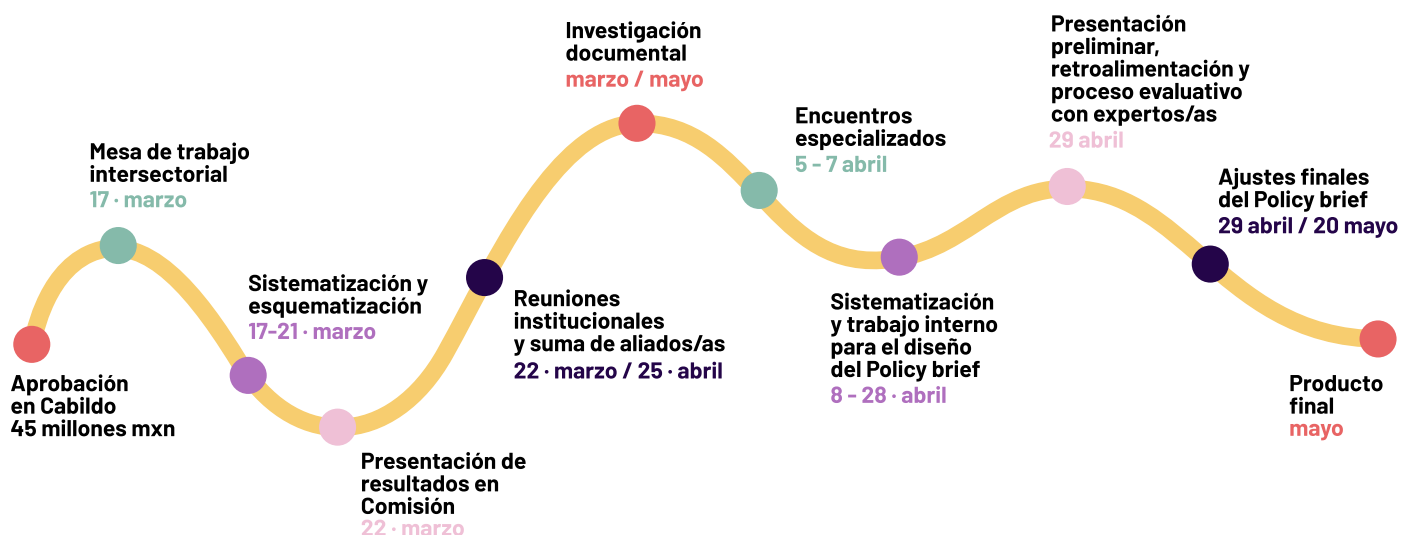 Aprobación
en Cabildo
45 millones mxn
Mesa de trabajo
intersectorial
17 · marzo
Sistematización y
esquematización
17-21 · marzo
Presentación de
resultados en
Comisión
22 · marzo
Reuniones
institucionales
y suma de aliados/as
22 · marzo / 25 · abril
Investigación
documental
marzo / mayo
Encuentros
especializados
5 - 7 abril
Sistematización
y trabajo interno
para el diseño
del Policy brief
8 - 28 · abril
Presentación
preliminar,
retroalimentación y
proceso evaluativo
con expertos/as
29 abril
Ajustes finales
del Policy brief
29 abril / 20 mayo
Producto
final
mayo